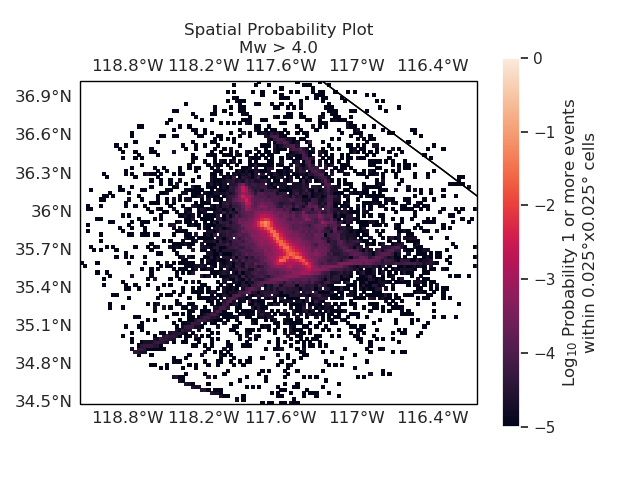 Spatial Probability Plot
Mw > 4.0
118.8°W 118.2°W 117.6°W 117°W 116.4°W
36.9°N
36.6°N
36.3°N
36°N
35.7°N
35.4°N
35.1°N
34.8°N
34.5°N
118.8°W 118.2°W 117.6°W 117°W 116.4°W
0
−1
−2
−3
−4
−5
Log₁₀ Probability 1 or more events
within 0.025°x0.025° cells